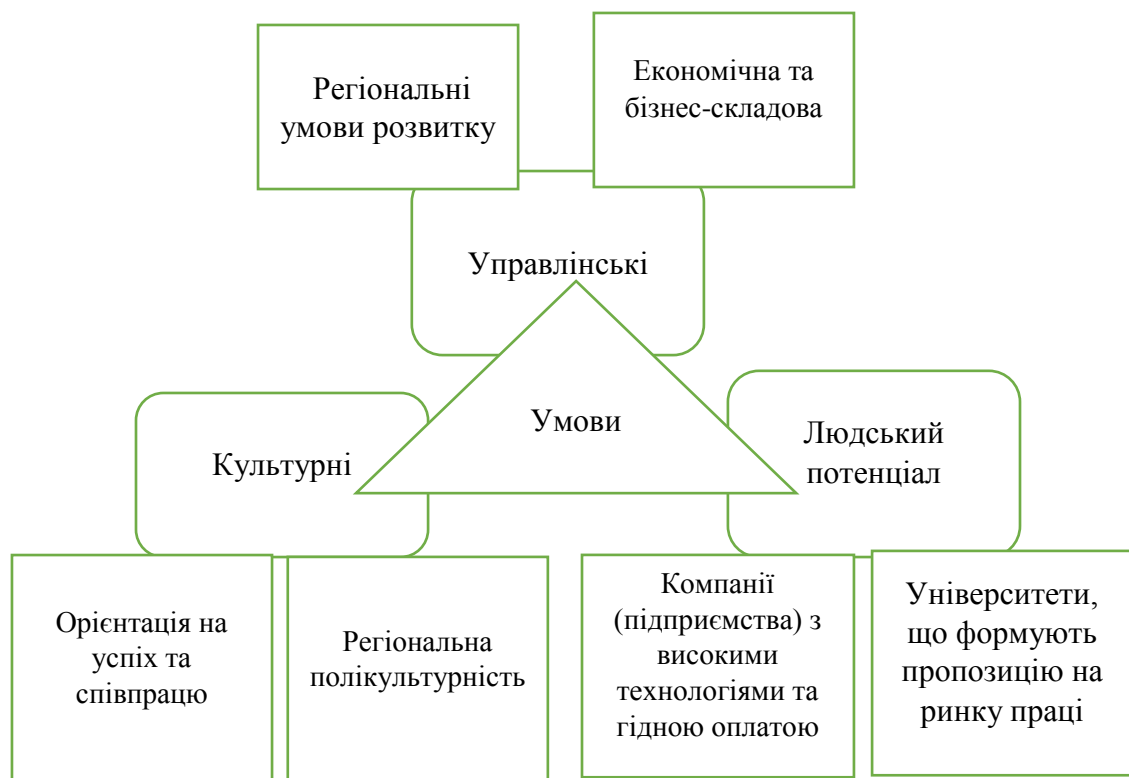 Регіональні
умови розвитку
Економічна та
бізнес-складова
Управлінські
Умови
Культурні
Людський
потенціал
Орієнтація на
успіх та
співпрацю
Регіональна
полікультурність
Компанії
(підприємства) з
високими
технологіями та
гідною оплатою
Університети,
що формують
пропозицію на
ринку праці